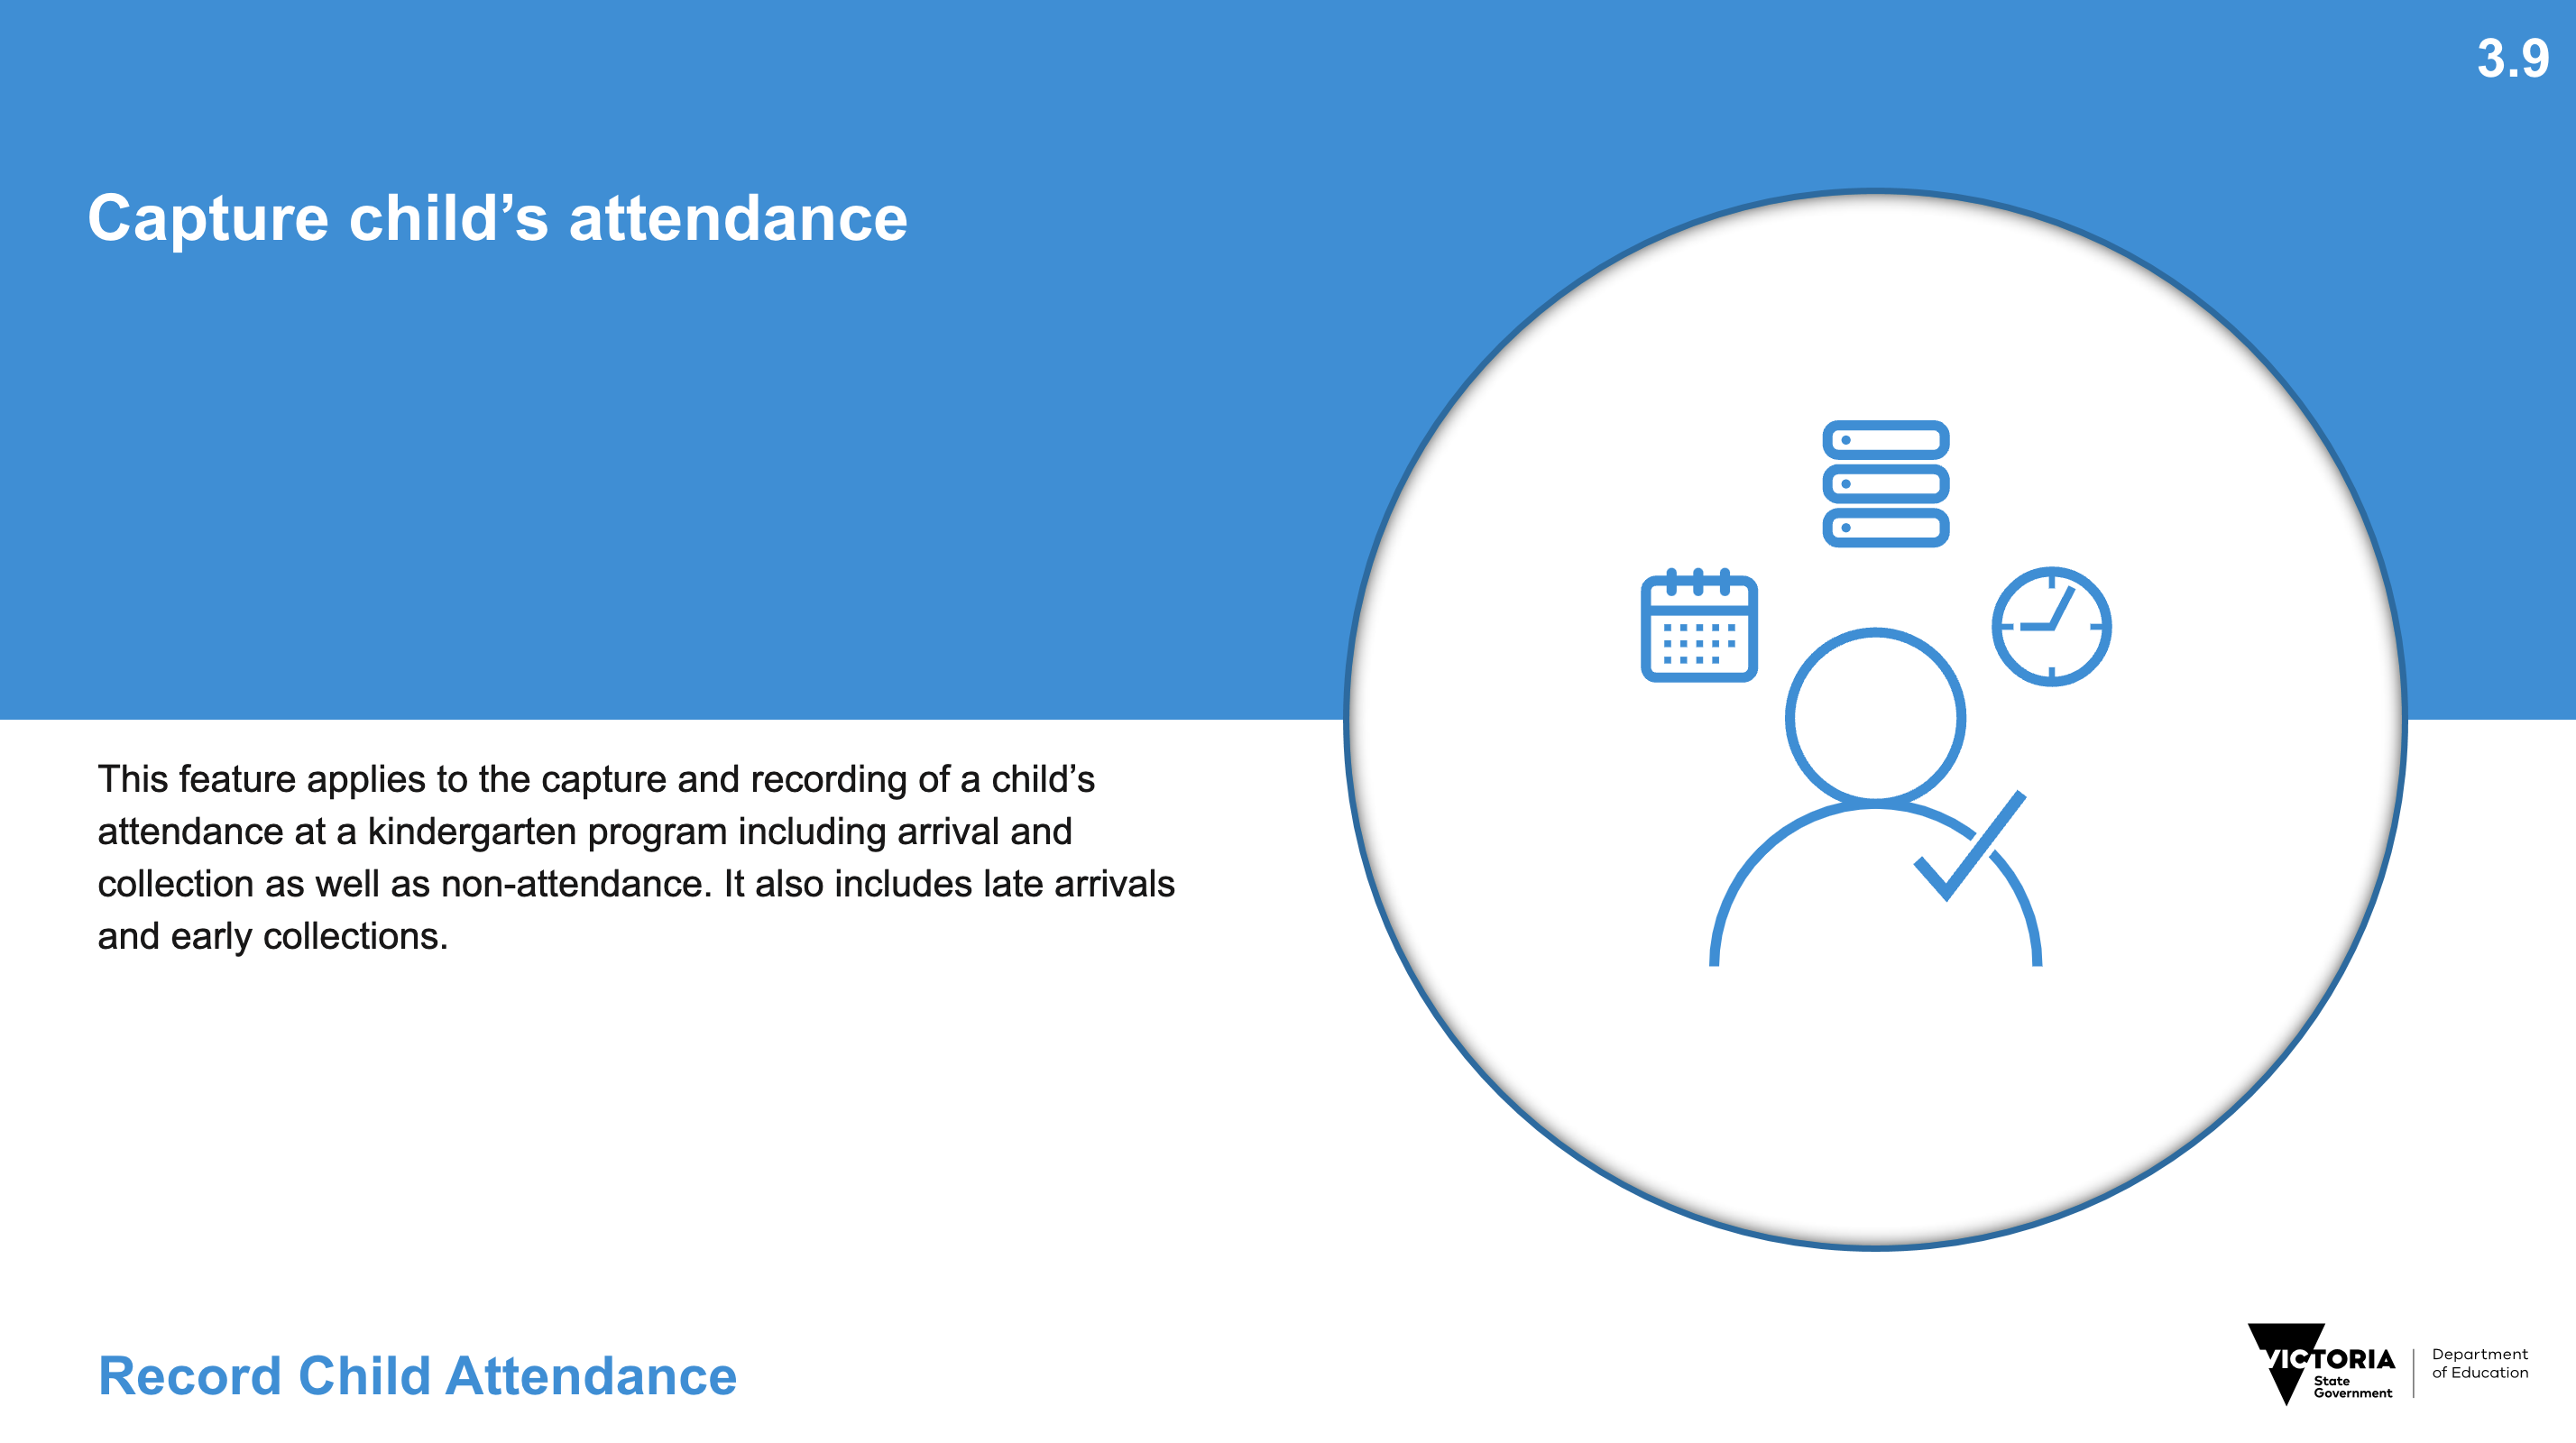 3.9
Capture child’s attendance
This feature applies to the capture and recording of a child’s
attendance at a kindergarten program including arrival and
collection as well as non-attendance. It also includes late arrivals
and early collections.
Record Child Attendance
VICTORIA
State
Government
Department
of Education